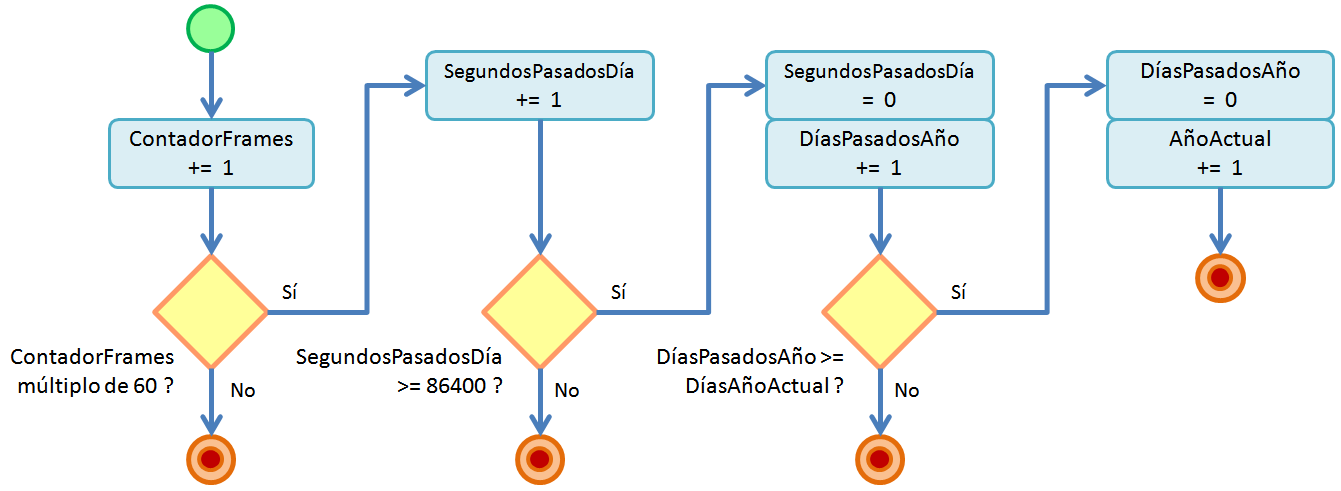 ContadorFrames
+= 1
ContadorFrames
múltiplo de 60 ?
Sí
No
SegundosPasadosDía
+= 1
SegundosPasadosDía
>= 86400 ?
Sí
No
SegundosPasadosDía
= 0
DíasPasadosAño
+= 1
DíasPasadosAño >=
DíasAñoActual ?
Sí
No
DíasPasadosAño
= 0
AñoActual
+= 1